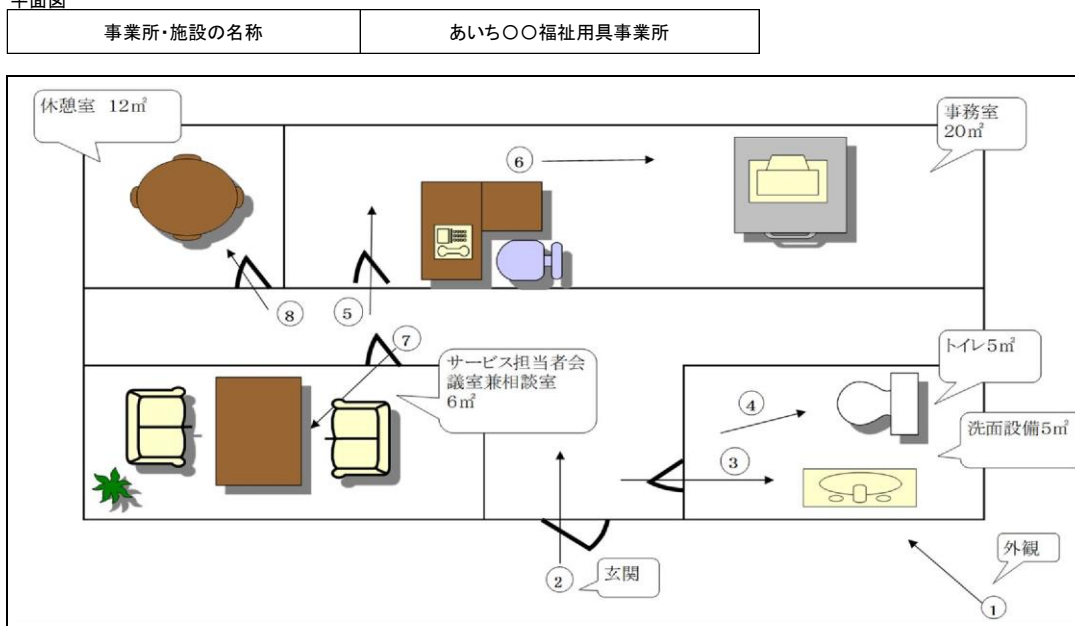 平面図
事業所・施設の名称
あいち〇〇福祉用具事業所
休憩室 12㎡
事務室
20㎡
⑥
⑧
⑤
⑦
サービス担当者会
議室兼相談室
6㎡
トイレ5㎡
④
洗面設備5㎡
③
外観
②
玄関
①